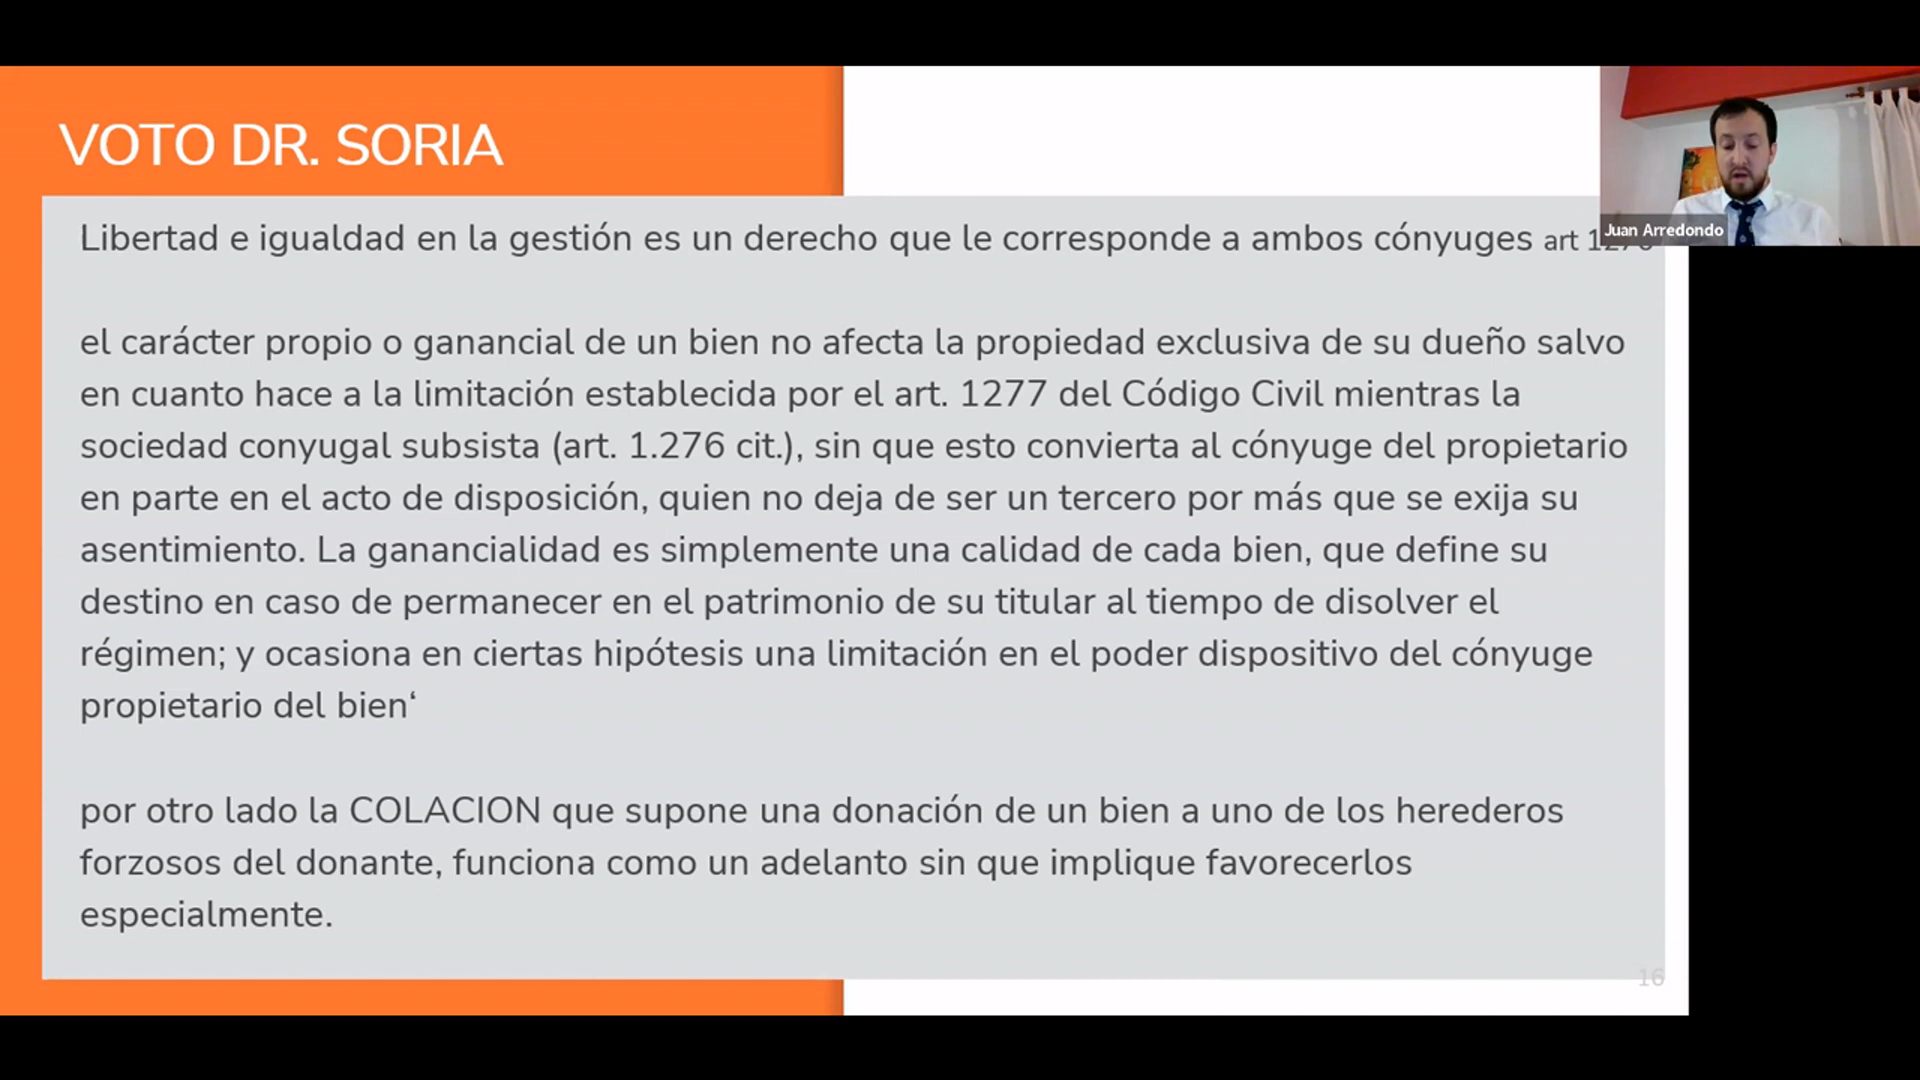 VOTO DR. SORIA
Juan Arredondo
Libertad e igualdad en la gestión es un derecho que le corresponde a ambos cónyuges art
el carácter propio o ganancial de un bien no afecta la propiedad exclusiva de su dueño salvo
en cuanto hace a la limitación establecida por el art. 1277 del Código Civil mientras la
sociedad conyugal subsista (art. 1.276 cit.), sin que esto convierta al cónyuge del propietario
en parte en el acto de disposición, quien no deja de ser un tercero por más que se exija su
asentimiento. La ganancialidad es simplemente una calidad de cada bien, que define su
destino en caso de permanecer en el patrimonio de su titular al tiempo de disolver el
régimen; y ocasiona en ciertas hipótesis una limitación en el poder dispositivo del cónyuge
propietario del bien‘
por otro lado la COLACION que supone una donación de un bien a uno de los herederos
forzosos del donante, funciona como un adelanto sin que implique favorecerlos
especialmente.
16